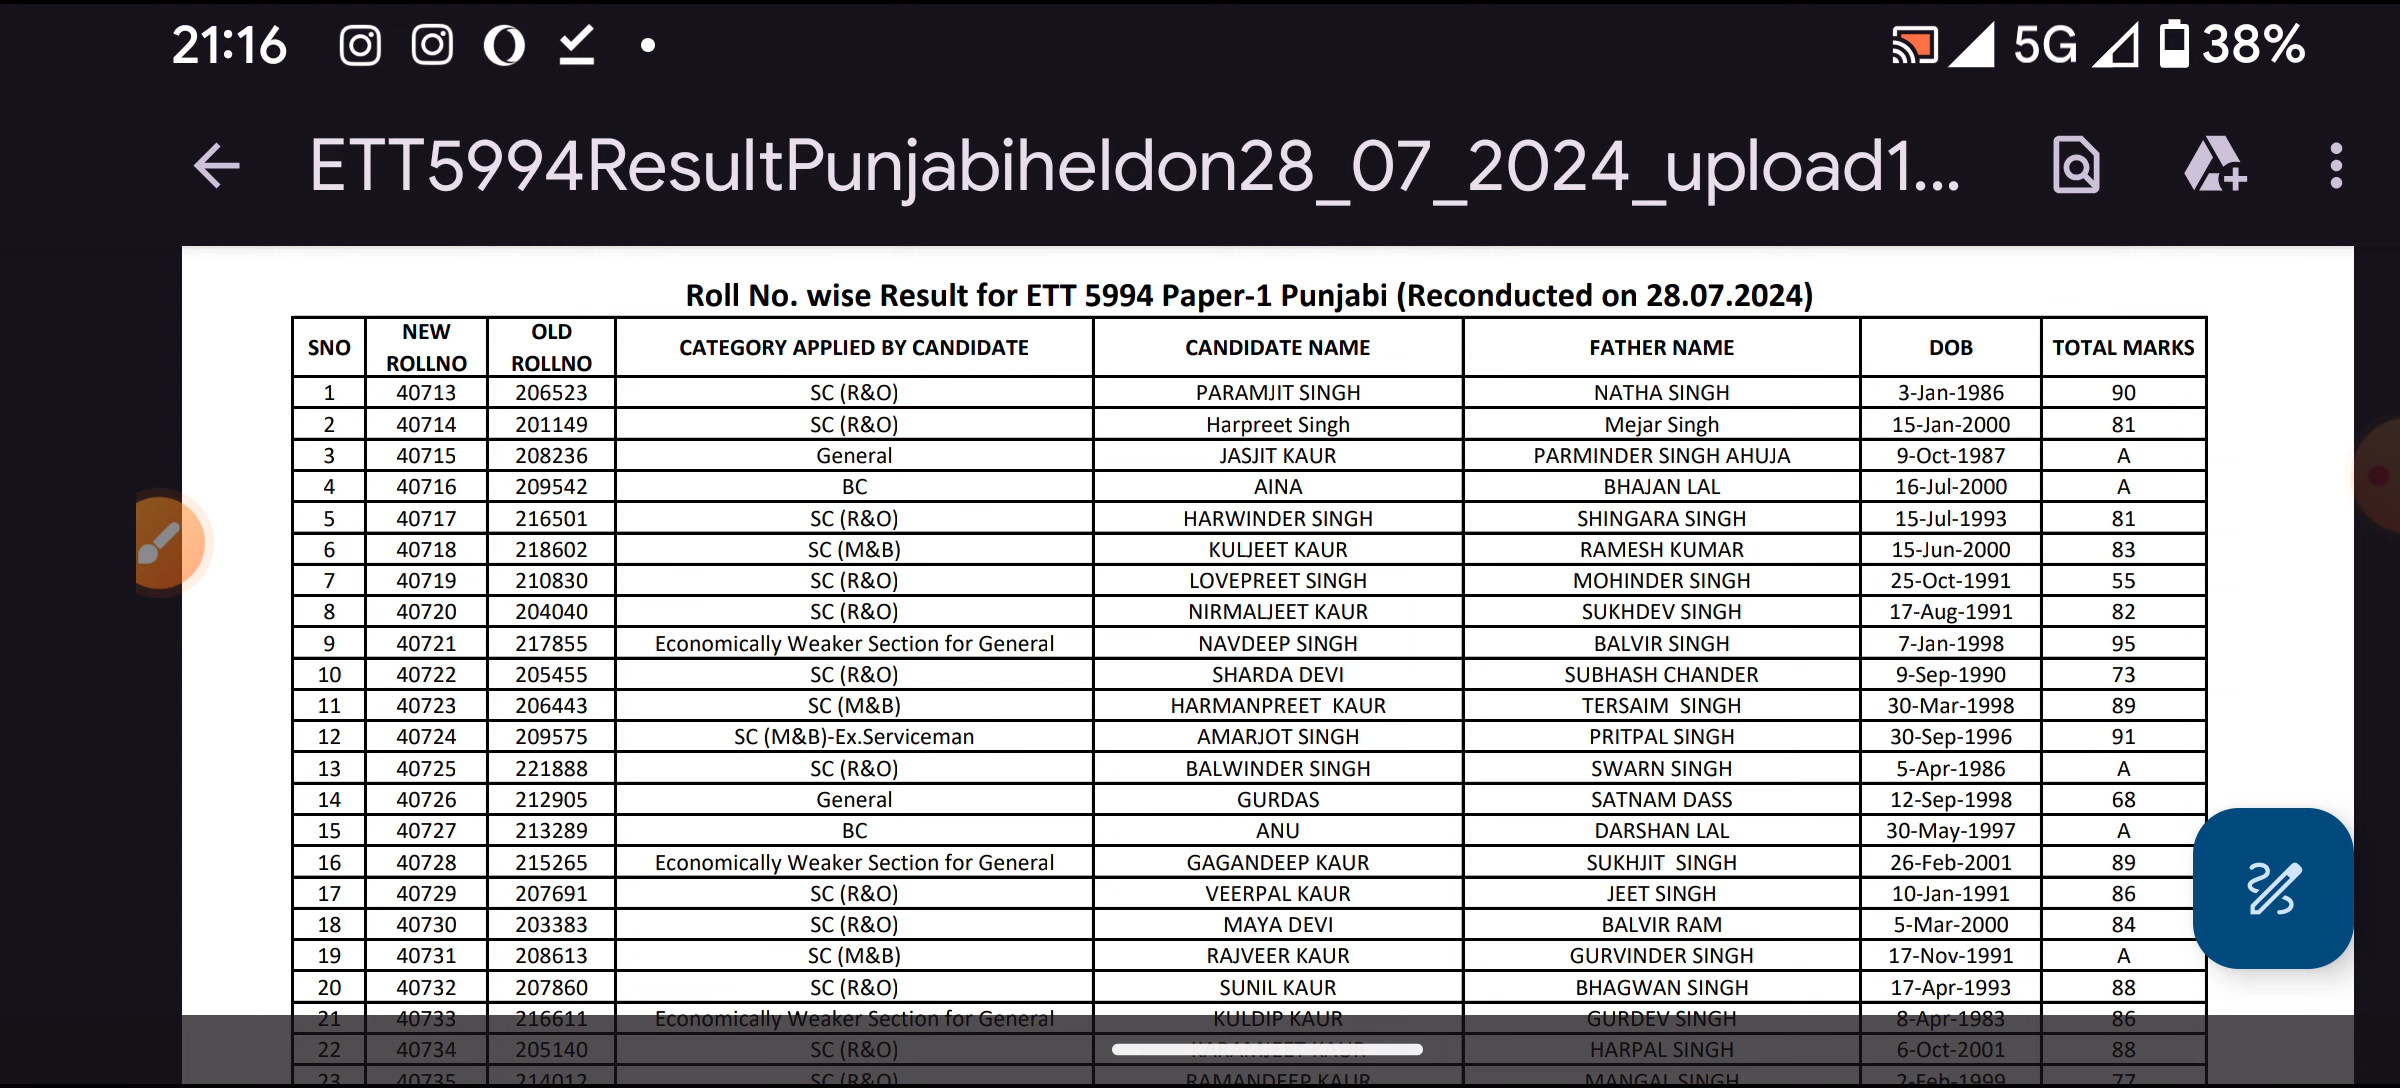 21:16 5G 38%
ETT5994ResultPunjabiheldon28_07_2024_upload1...
Roll No. wise Result for ETT 5994 Paper-1 Punjabi (Reconducted on 28.07.2024)
SNO NEW ROLLNO OLD ROLLNO CATEGORY APPLIED BY CANDIDATE CANDIDATE NAME FATHER NAME DOB TOTAL MARKS
1 40713 206523 SC (R&O) PARAMJIT SINGH NATHA SINGH 3-Jan-1986 90
2 40714 201149 SC (R&O) Harpreet Singh Mejar Singh 15-Jan-2000 81
3 40715 208236 General JASJIT KAUR PARMINDER SINGH AHUJA 9-Oct-1987 A
4 40716 209542 BC AINA BHAJAN LAL 16-Jul-2000 A
5 40717 216501 SC (R&O) HARWINDER SINGH SHINGARA SINGH 15-Jul-1993 81
6 40718 218602 SC (M&B) KULJEET KAUR RAMESH KUMAR 15-Jun-2000 83
7 40719 210830 SC (R&O) LOVEPREET SINGH MOHINDER SINGH 25-Oct-1991 55
8 40720 204040 SC (R&O) NIRMALJEET KAUR SUKHDEV SINGH 17-Aug-1991 82
9 40721 217855 Economically Weaker Section for General NAVDEEP SINGH BALVIR SINGH 7-Jan-1998 95
10 40722 205455 SC (R&O) SHARDA DEVI SUBHASH CHANDER 9-Sep-1990 73
11 40723 206443 SC (M&B) HARMANPREET KAUR TERSAIM SINGH 30-Mar-1998 89
12 40724 209575 SC (M&B)-Ex.Serviceman AMARJOT SINGH PRITPAL SINGH 30-Sep-1996 91
13 40725 221888 SC (R&O) BALWINDER SINGH SWARN SINGH 5-Apr-1986 A
14 40726 212905 General GURDAS SATNAM DASS 12-Sep-1998 68
15 40727 213289 BC ANU DARSHAN LAL 30-May-1997 A
16 40728 215265 Economically Weaker Section for General GAGANDEEP KAUR SUKHJIT SINGH 26-Feb-2001 89
17 40729 207691 SC (R&O) VEERPAL KAUR JEET SINGH 10-Jan-1991 86
18 40730 203383 SC (R&O) MAYA DEVI BALVIR RAM 5-Mar-2000 84
19 40731 208613 SC (M&B) RAJVEER KAUR GURVINDER SINGH 17-Nov-1991 A
20 40732 207860 SC (R&O) SUNIL KAUR BHAGWAN SINGH 17-Apr-1993 88
21 40733 216611 Economically Weaker Section for General KULDIP KAUR GURDEV SINGH 8-Apr-1983 86
22 40734 205140 SC (R&O) HARPAL SINGH 6-Oct-2001 88
23 40735 214012 SC (R&O) RAMANDEEP KAUR MANGAL SINGH 2-Feb-1999 77